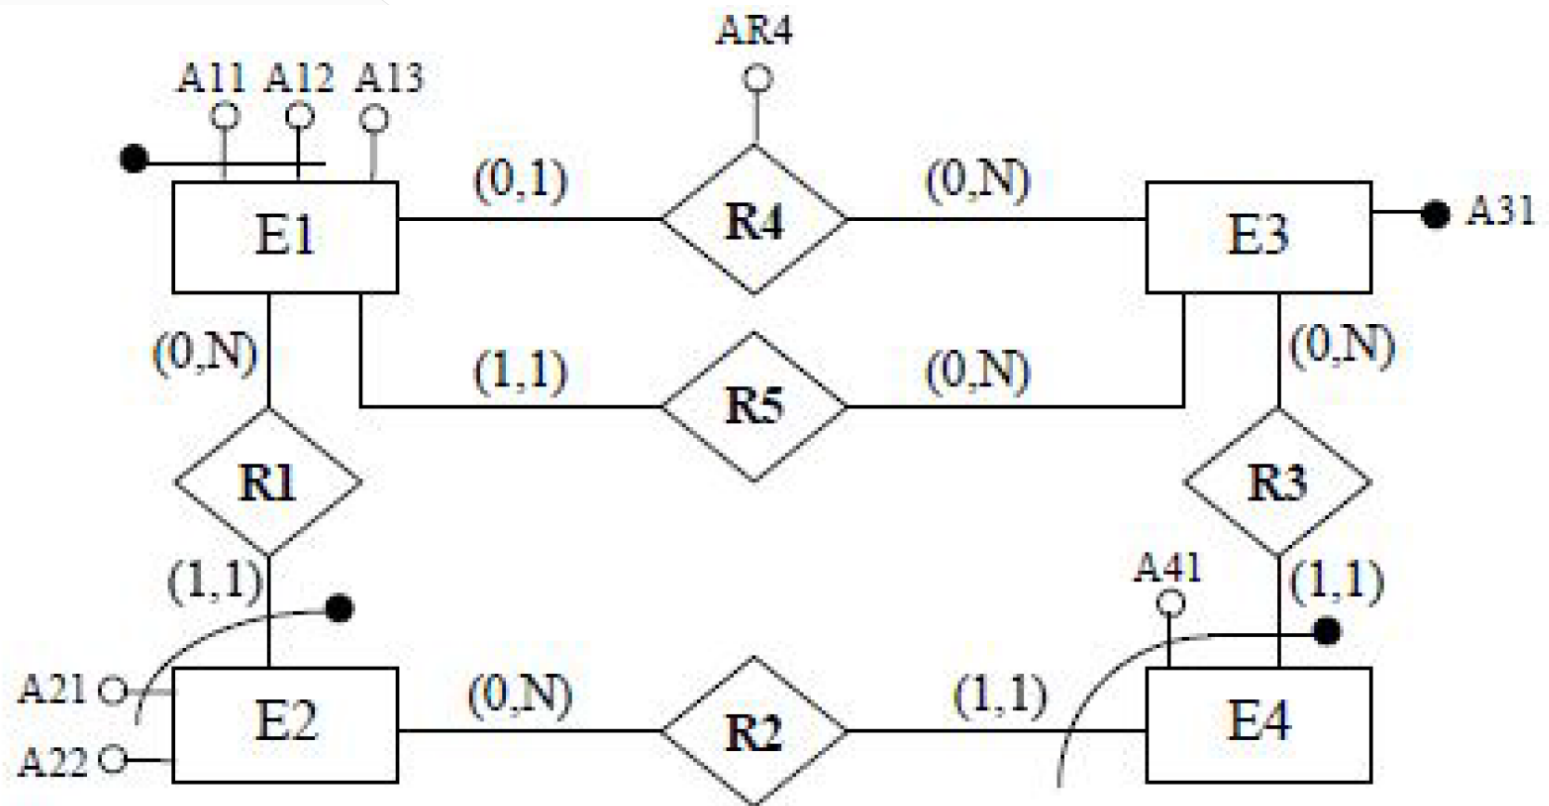 AR4
A11 A12 A13
(0,1) (0,N)
E1 R4 E3 A31
(0,N) (1,1) (0,N) (0,N)
R5
R1 R3
(1,1) A41 (1,1)
A21 E2 (0,N) R2 (1,1) E4
A22